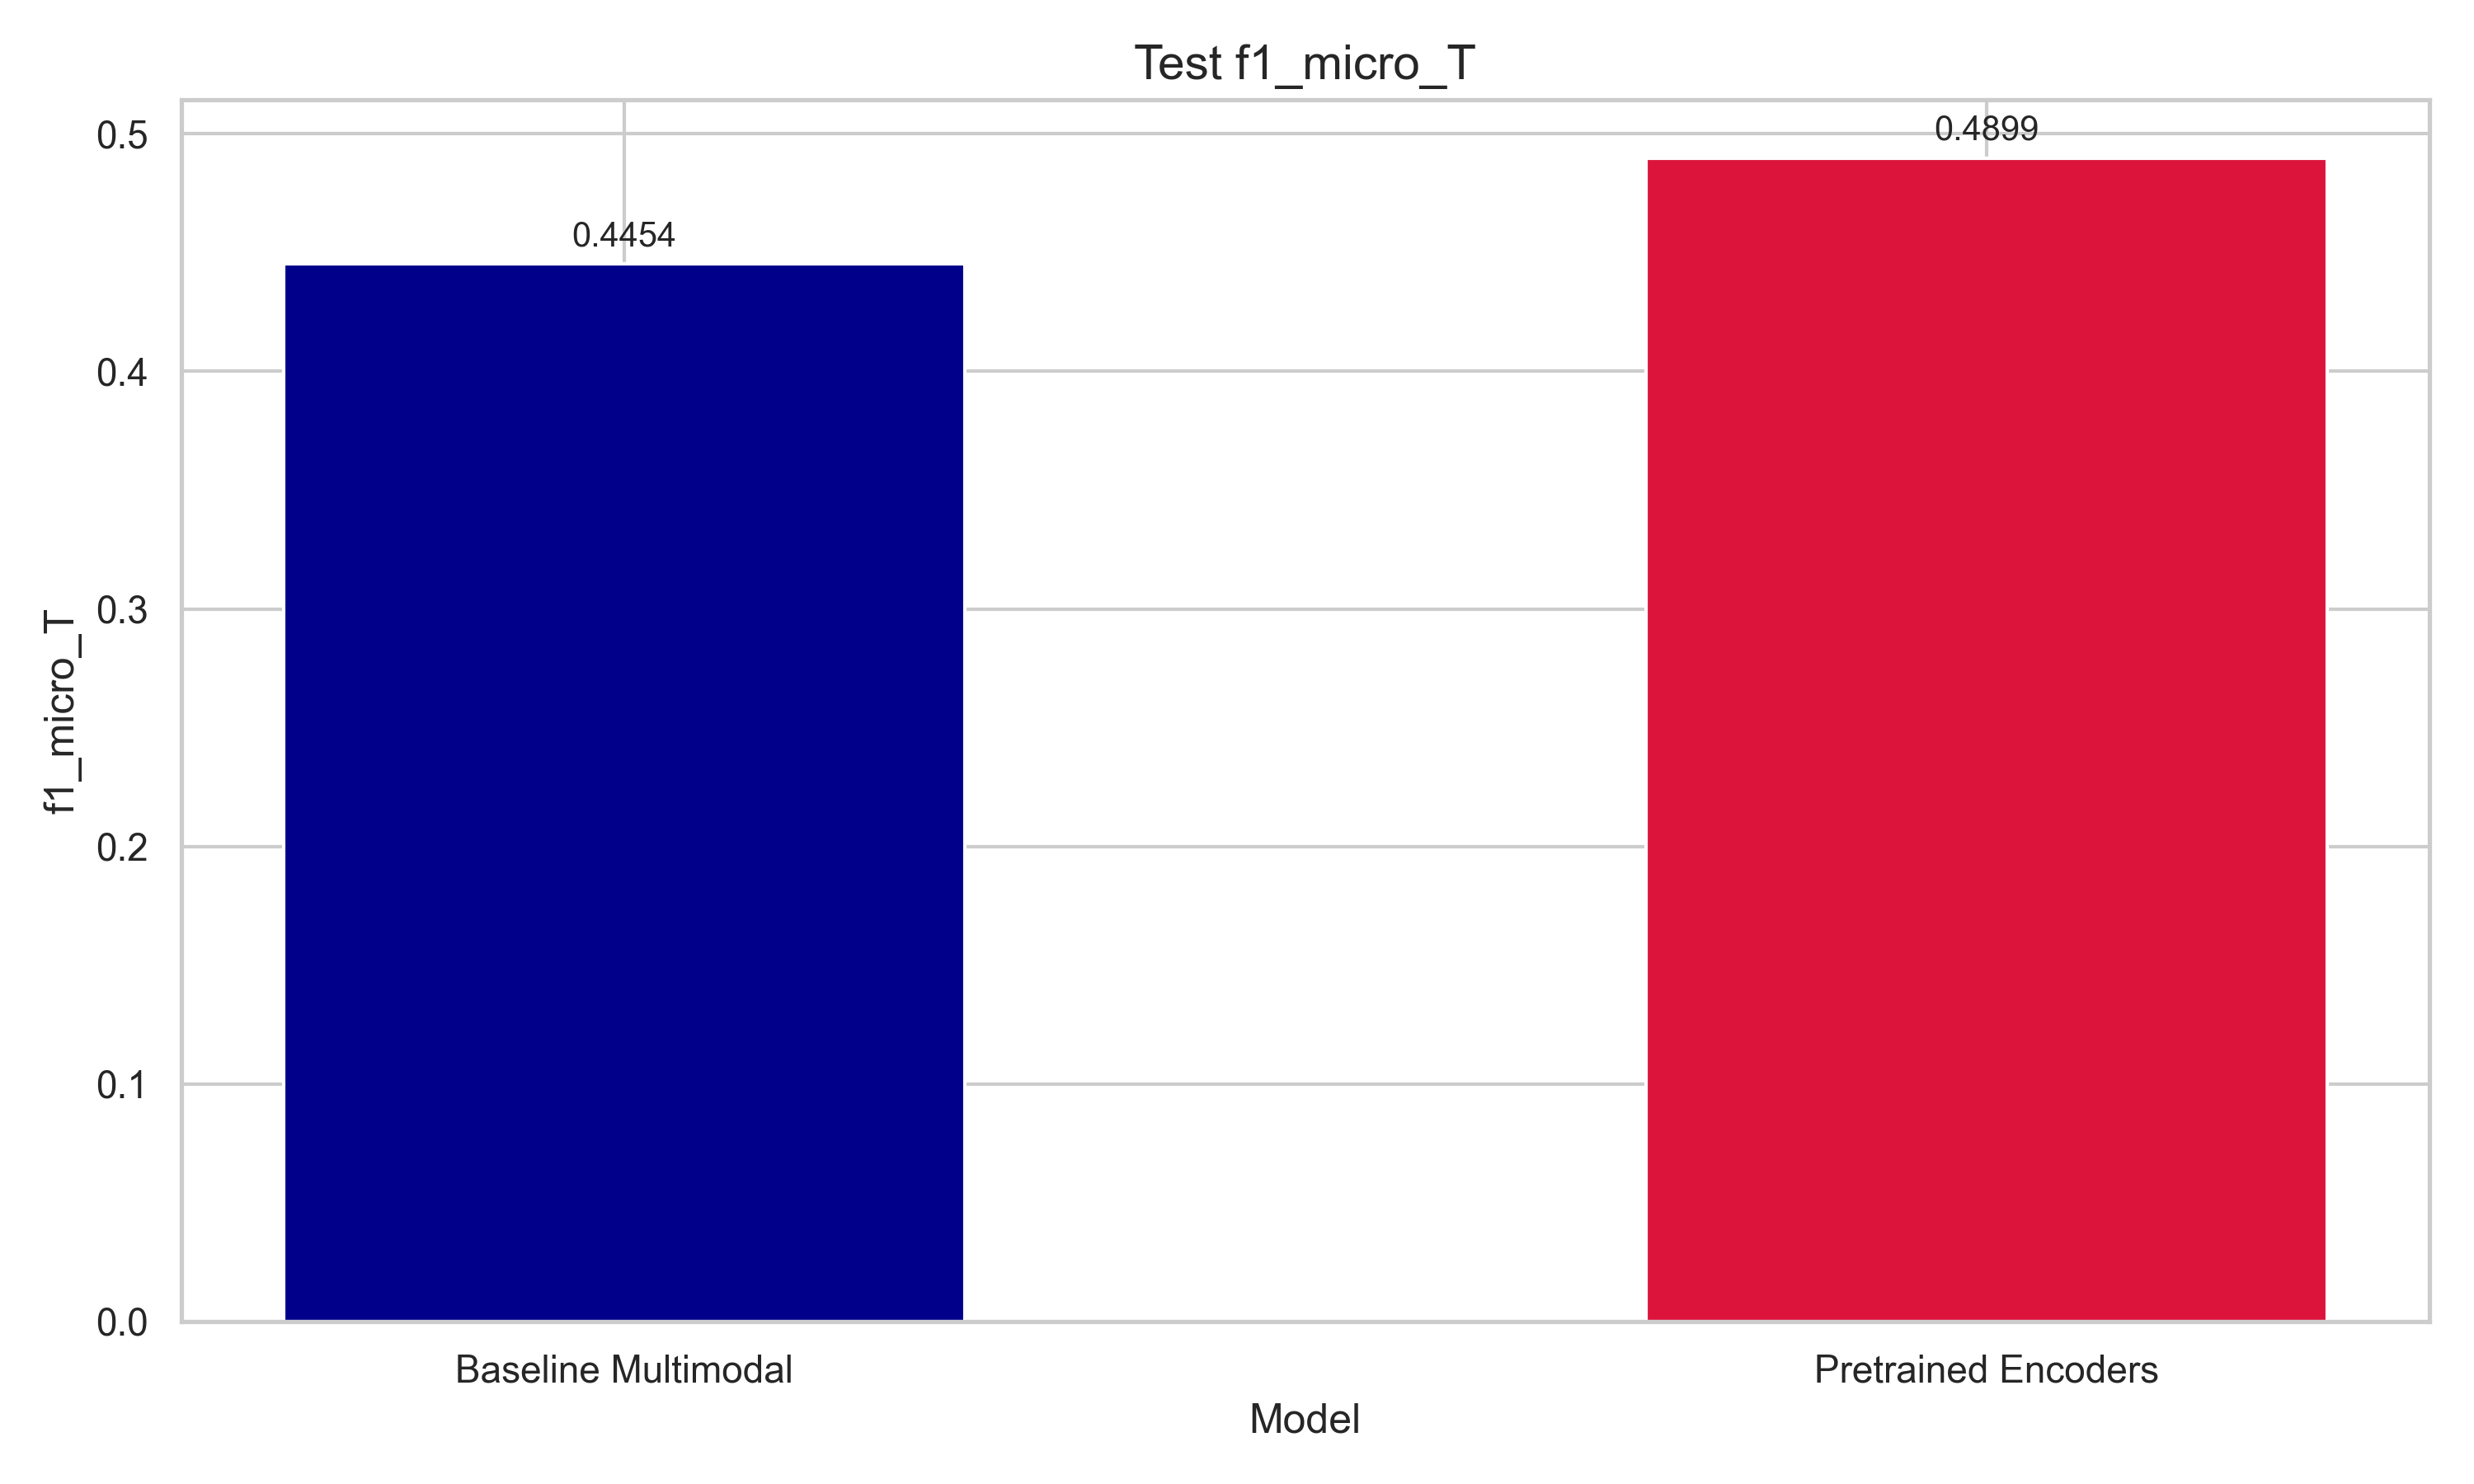 Test f1_micro_T
0.5
0.4
0.3
0.2
0.1
0.0
f1_micro_T
0.4454
0.4899
Baseline Multimodal
Pretrained Encoders
Model